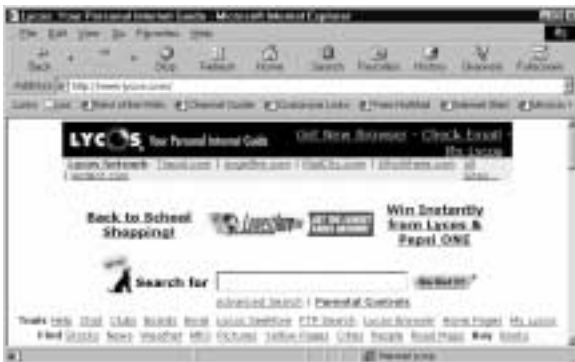 Lycos: Your Personal Internet Guide - Microsoft Internet Explorer
File Edit View Go Favorites Help
Back Stop Refresh Home Search Favorites History Channels Fullscreen
Address http://www.lycos.com/
Links Best of the Web Channel Guide Customize Links Free HotMail Internet Start
LYCOS Your Personal Internet Guide Get New Browser - Check Email -
My Lycos
Lycos Network: Tripod.com | Angelfire.com | MailCity.com | WhoWhere.com
Back to School
Shopping!
Win Instantly
from Lycos &
Pepsi ONE
Search for Go Get It!
Advanced Search | Parental Controls
Tools Help Chat Clubs Boards Email Lycos FTP Search Lycos Browser Home Pages My Lycos
Find Stocks News Weather MP3 Pictures Yellow Pages Cities People Road Maps Buy Books
Internet zone